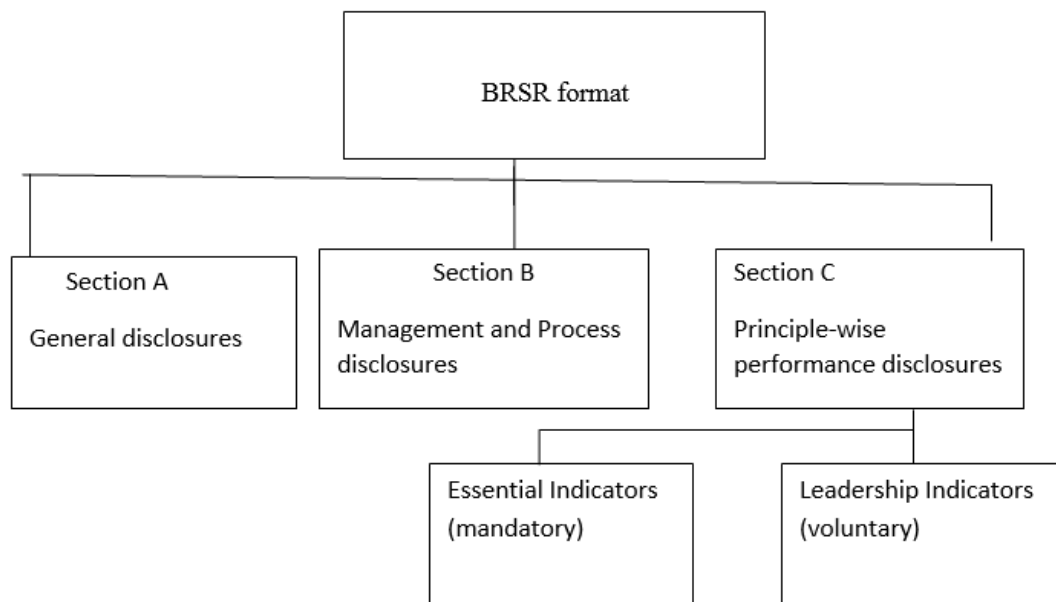 BRSR format
Section A
General disclosures
Section B
Management and Process
disclosures
Section C
Principle-wise
performance disclosures
Essential Indicators
(mandatory)
Leadership Indicators
(voluntary)